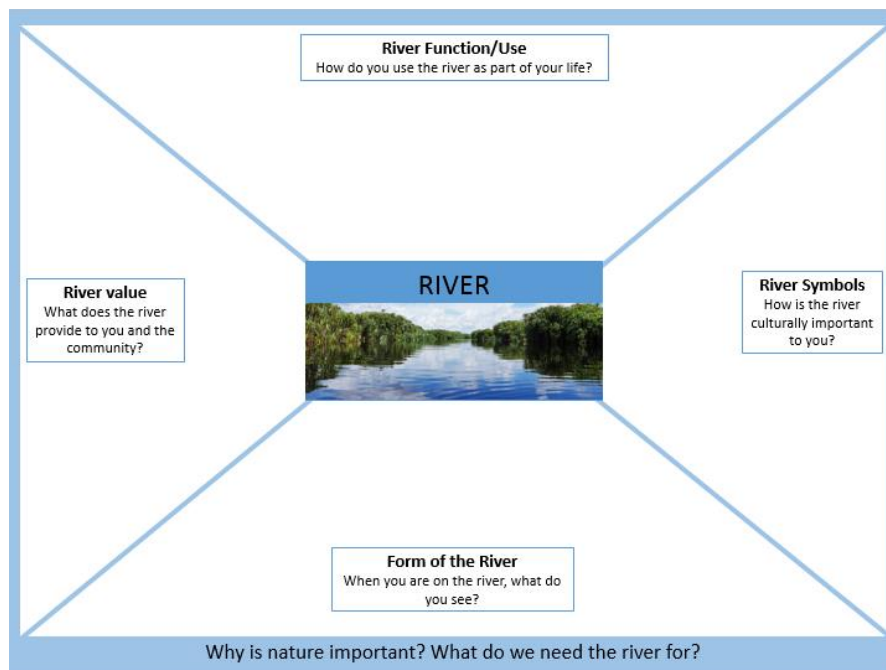 River Function/Use
How do you use the river as part of your life?
RIVER
River value
What does the river
provide to you and the
community?
River Symbols
How is the river
culturally important
to you?
Form of the River
When you are on the river, what do
you see?
Why is nature important? What do we need the river for?